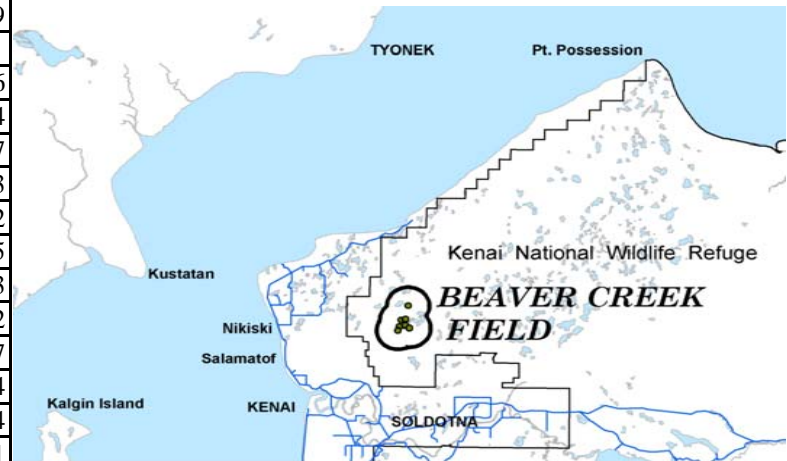 TYONEK
Pt. Possession
Kenai National Wildlife Refuge
Kustatan
BEAVER CREEK
FIELD
Nikiski
Salamatof
Kalgin Island
KENAI
SOLDOTNA